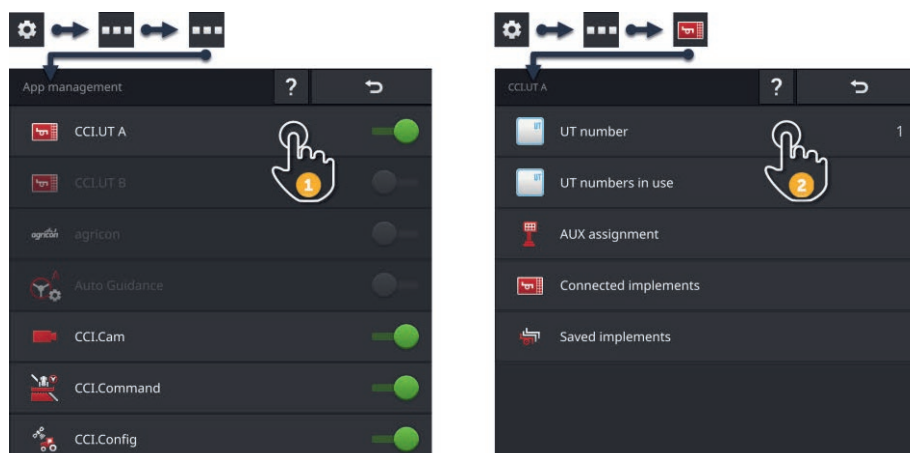 App management
?
CCI.UT A
1
CCI.UT B
agricon agricon
A
Auto Guidance
CCI.Cam
CCI.Command
CCI.Config
CCI.UT A
?
UT
UT number
1
2
UT
UT numbers in use
AUX assignment
Connected implements
Saved implements